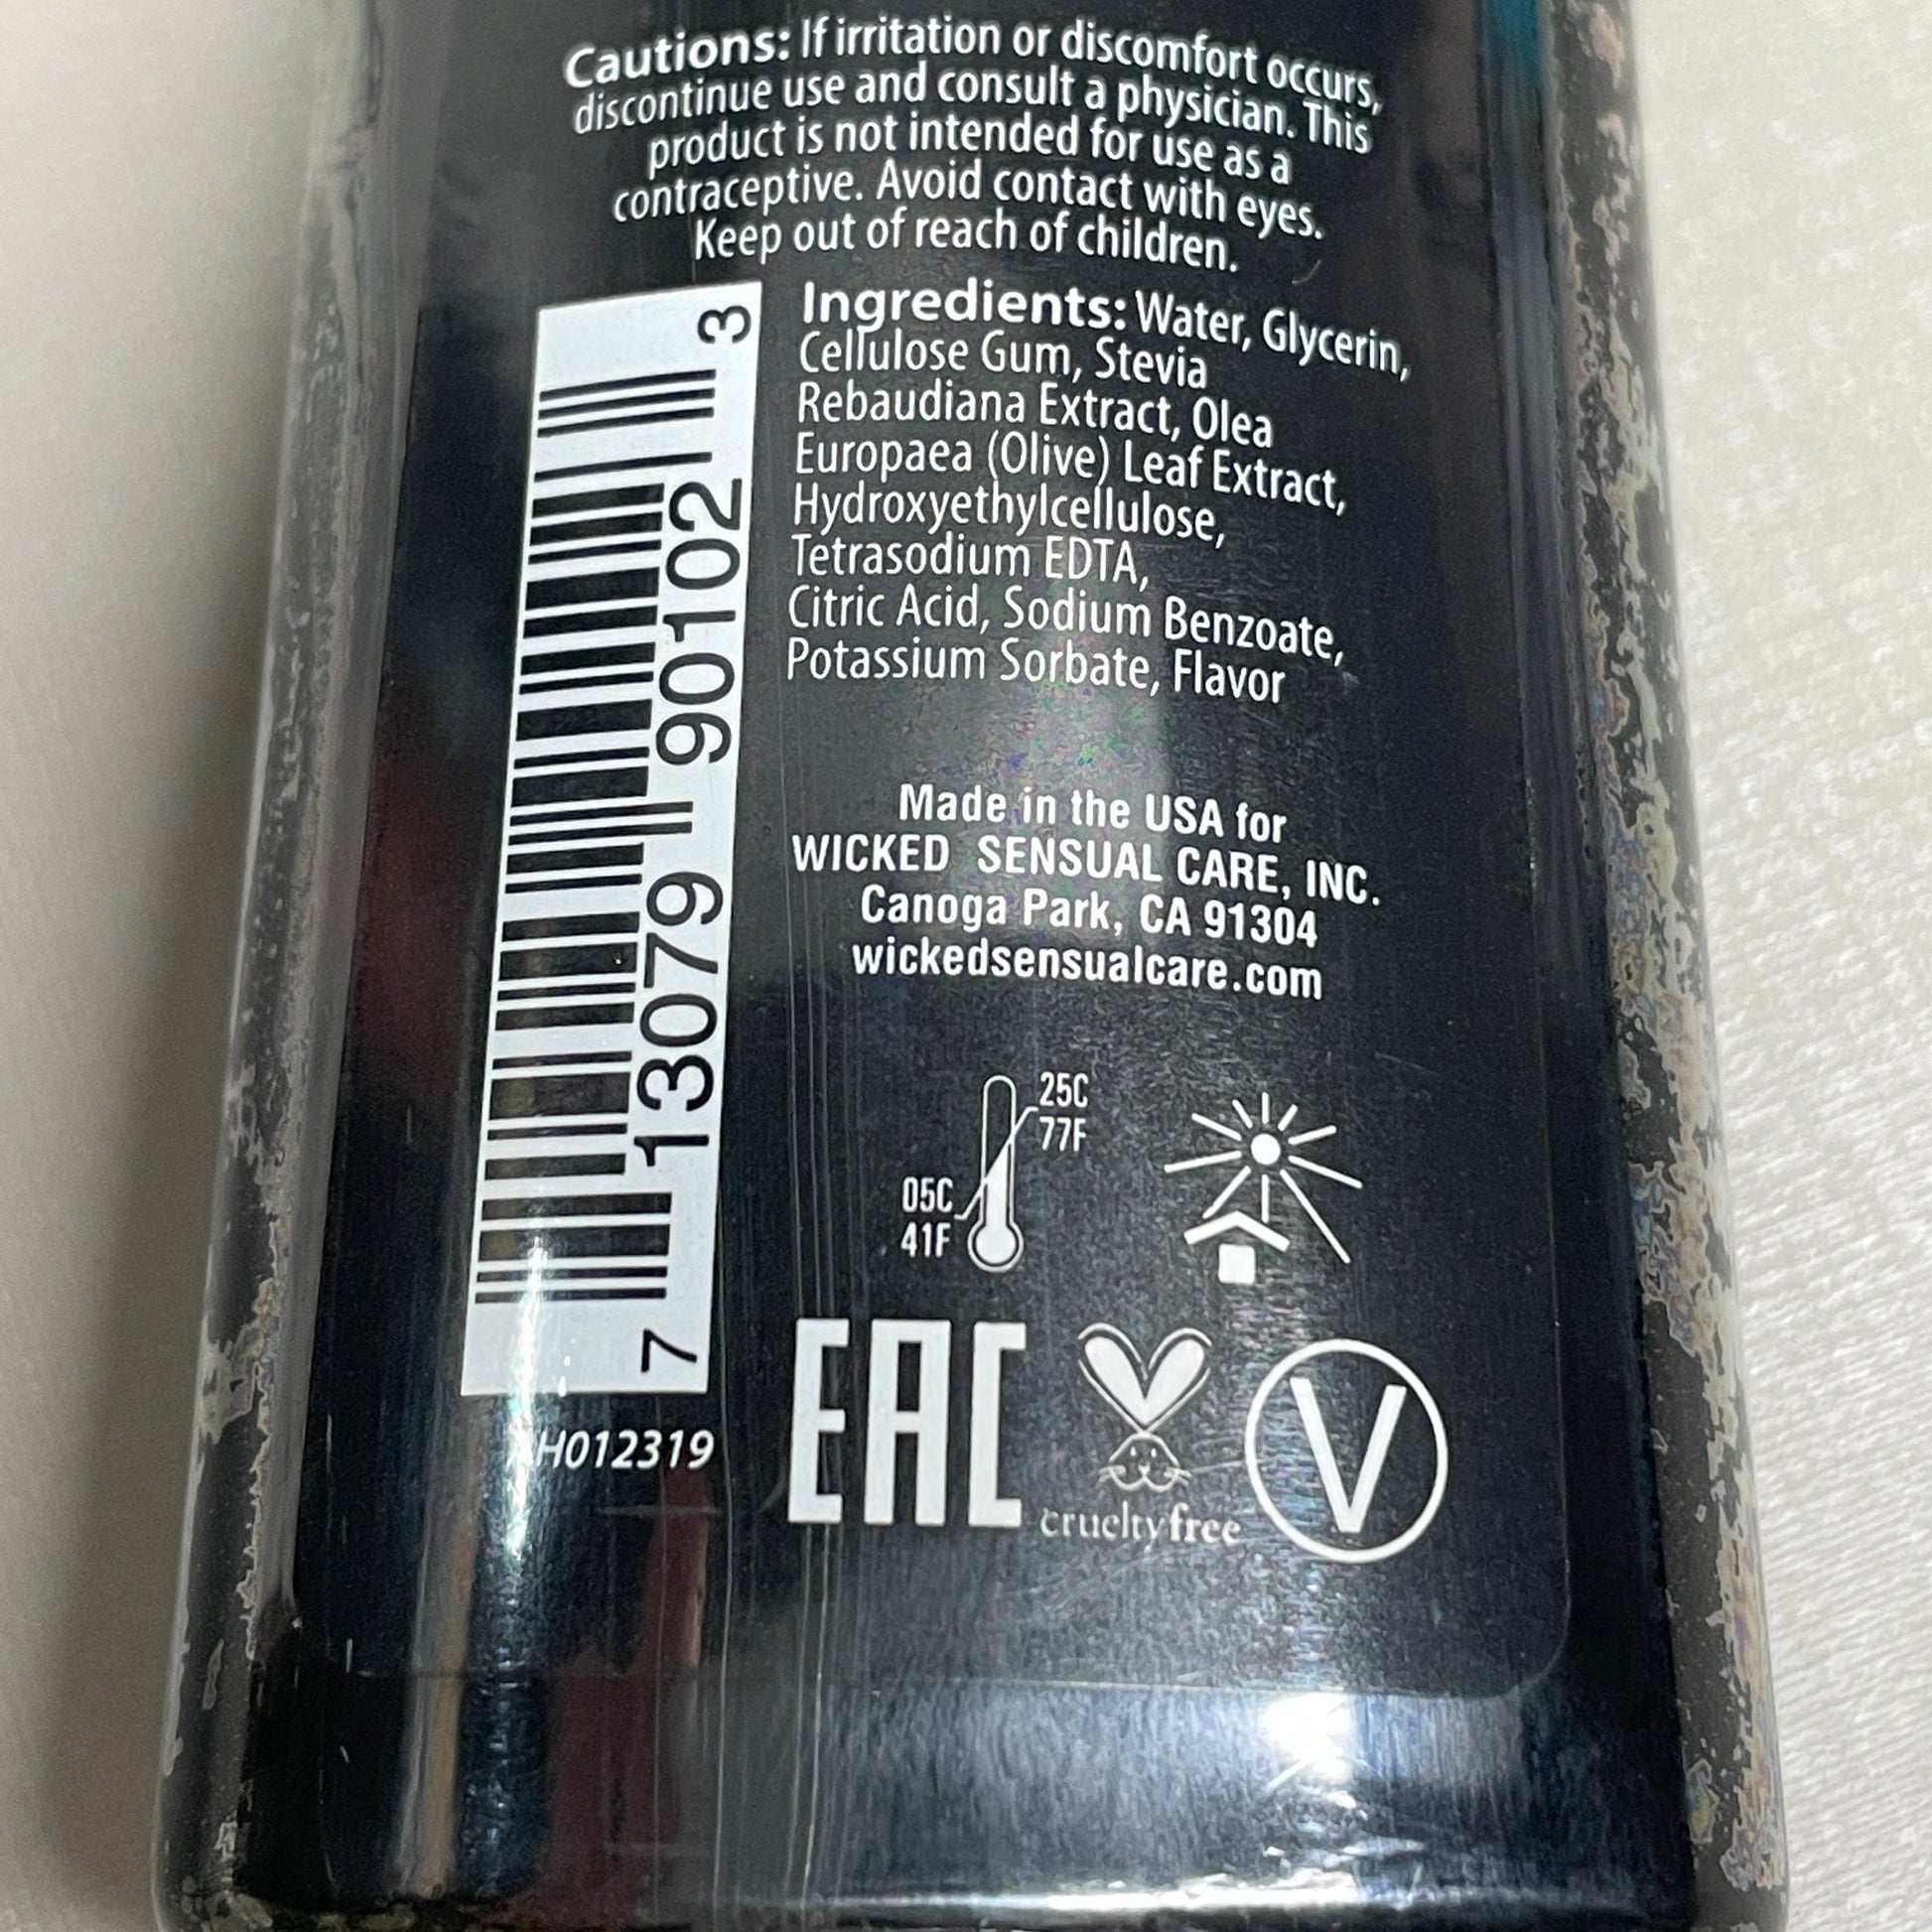 Cautions: If irritation or discomfort occurs,
discontinue use and consult a physician. This
product is not intended for use as a
contraceptive. Avoid contact with eyes.
Keep out of reach of children.
Ingredients: Water, Glycerin,
Cellulose Gum, Stevia
Rebaudiana Extract, Olea
Europaea (Olive) Leaf Extract,
Hydroxyethylcellulose,
Tetrasodium EDTA,
Citric Acid, Sodium Benzoate,
Potassium Sorbate, Flavor
7 13079 90102 3
Made in the USA for
WICKED SENSUAL CARE, INC.
Canoga Park, CA 91304
wickedsensualcare.com
25C
77F
05C
41F
EAC
crueltyfree
V